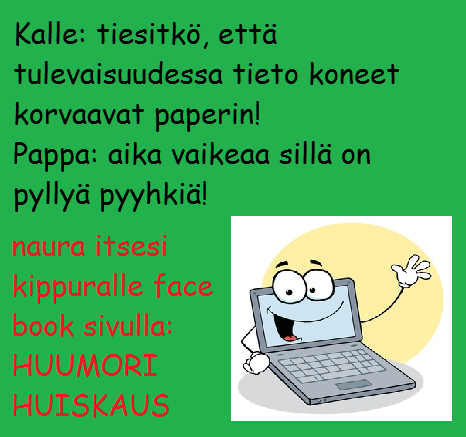 Kalle: tiesitkö, että
tulevaisuudessa tieto koneet
korvaavat paperin!
Pappa: aika vaikeaa sillä on
pyllyä pyyhkiä!
naura itsesi
kippuralle face
book sivulla:
HUUMORI
HUISKAUS